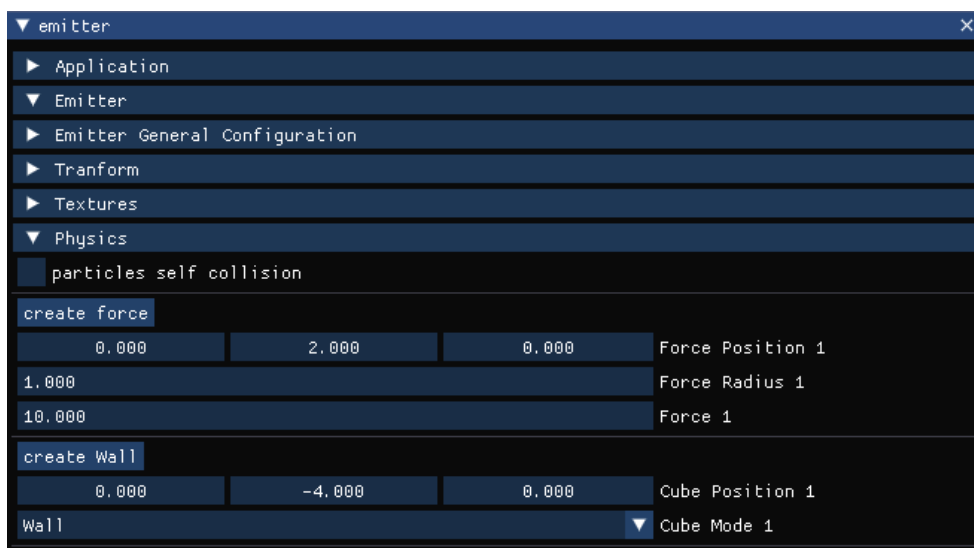 emitter
Application
Emitter
Emitter General Configuration
Tranform
Textures
Physics
particles self collision
create force
0.000 2.000 0.000 Force Position 1
1.000 Force Radius 1
10.000 Force 1
create Wall
0.000 -4.000 0.000 Cube Position 1
Wall Cube Mode 1